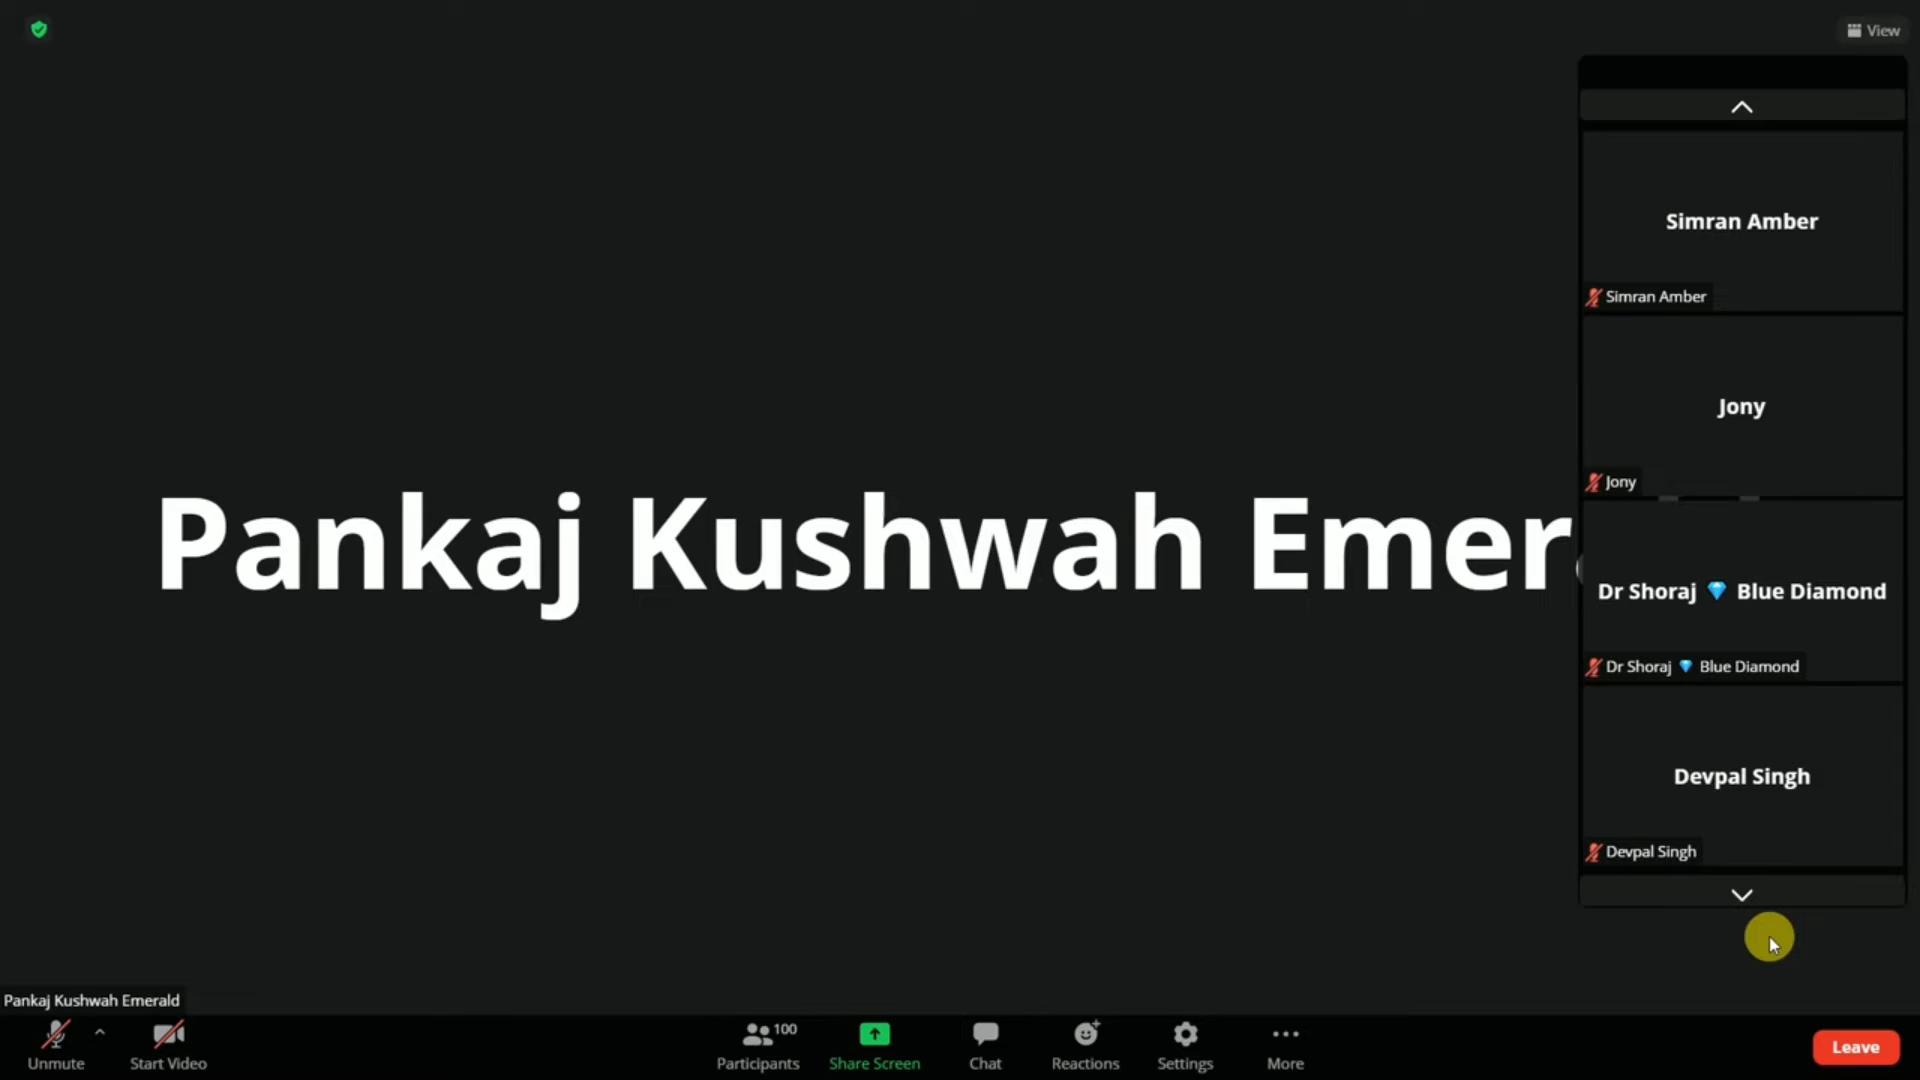 View
Simran Amber
Simran Amber
Jony
Jony
Pankaj Kushwah Emer
Dr Shoraj 💎 Blue Diamond
Dr Shoraj 💎 Blue Diamond
Devpal Singh
Devpal Singh
Pankaj Kushwah Emerald
100
Unmute
Start Video
Participants
Share Screen
Chat
Reactions
Settings
More
Leave